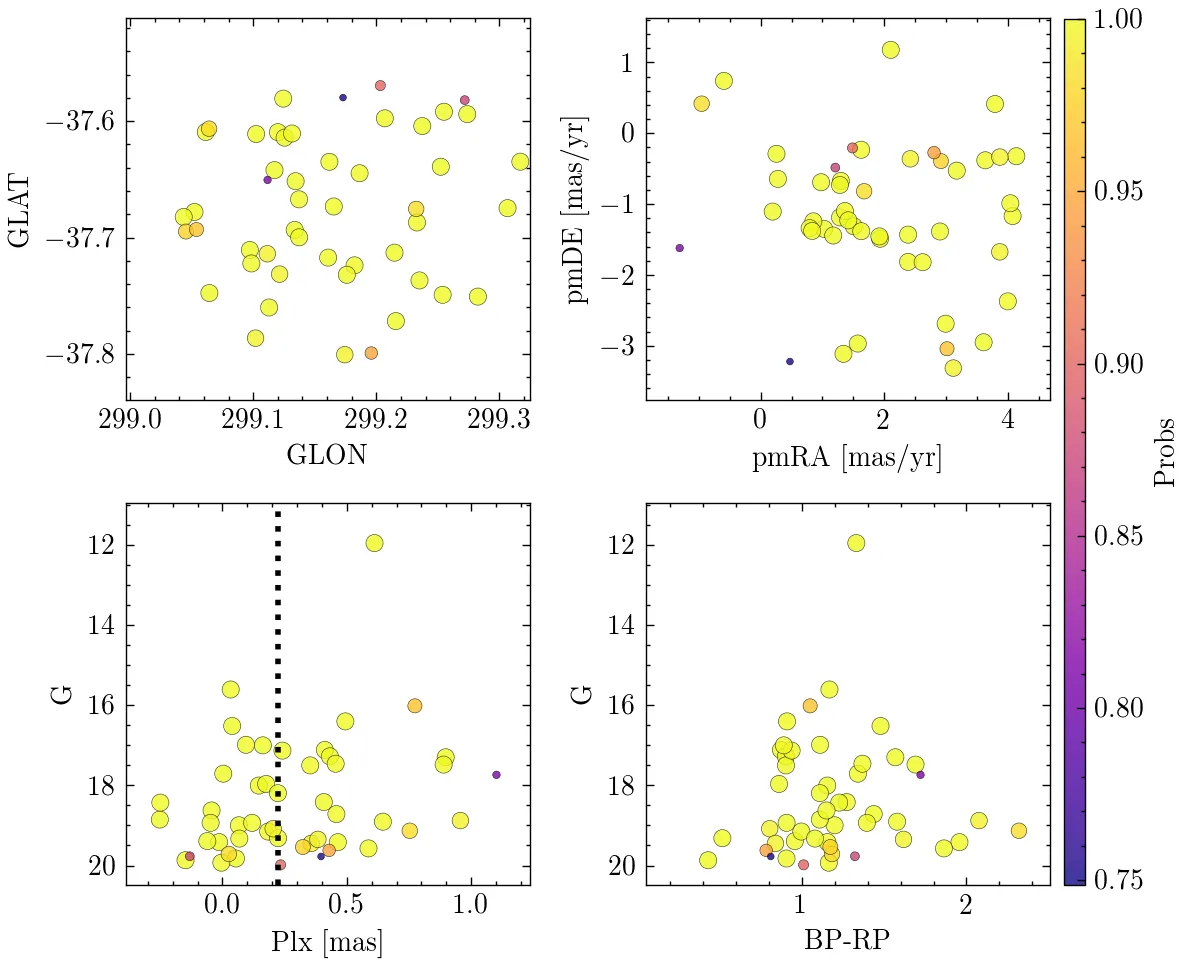 −37.6
−37.7
−37.8
GLAT
299.0 299.1 299.2 299.3
GLON
1
0
−1
−2
−3
pmDE [mas/yr]
0 2 4
pmRA [mas/yr]
1.00
0.95
0.90
0.85
0.80
0.75
Probs
12
14
16
18
20
G
0.0 0.5 1.0
Plx [mas]
12
14
16
18
20
G
1 2
BP-RP